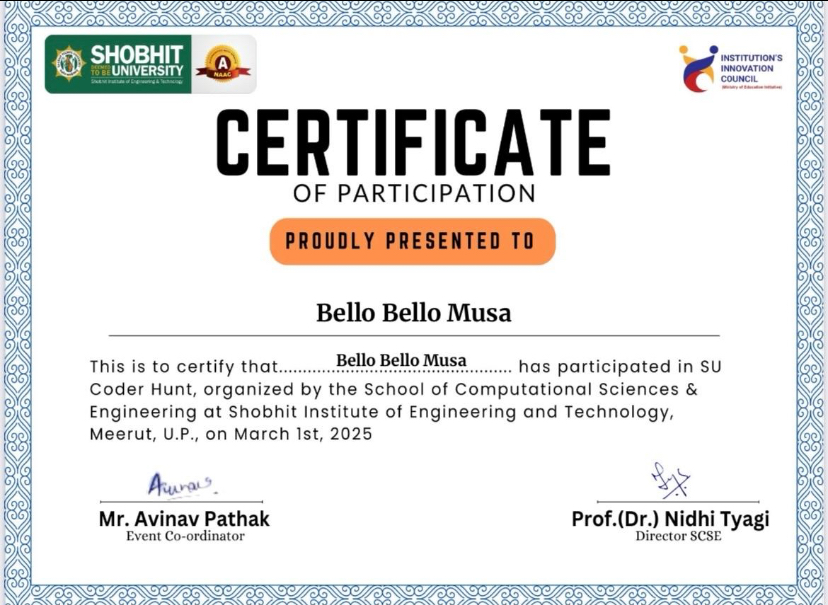 SHOBHIT
DEEMED TO BE UNIVERSITY
Shobhit Institute of Engineering & Technology
A
NAAC
INSTITUTION'S
INNOVATION
COUNCIL
(Ministry of Education Initiative)
CERTIFICATE
OF PARTICIPATION
PROUDLY PRESENTED TO
Bello Bello Musa
This is to certify that..................Bello Bello Musa.................. has participated in SU
Coder Hunt, organized by the School of Computational Sciences &
Engineering at Shobhit Institute of Engineering and Technology,
Meerut, U.P., on March 1st, 2025
Mr. Avinav Pathak
Event Co-ordinator
Prof.(Dr.) Nidhi Tyagi
Director SCSE